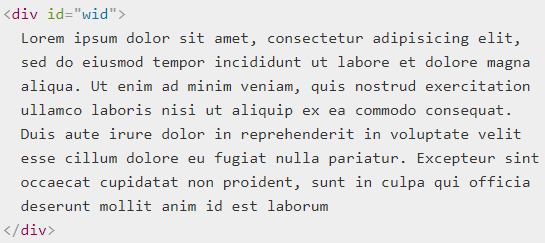 <div id="wid">
Lorem ipsum dolor sit amet, consectetur adipisicing elit,
sed do eiusmod tempor incididunt ut labore et dolore magna
aliqua. Ut enim ad minim veniam, quis nostrud exercitation
ullamco laboris nisi ut aliquip ex ea commodo consequat.
Duis aute irure dolor in reprehenderit in voluptate velit
esse cillum dolore eu fugiat nulla pariatur. Excepteur sint
occaecat cupidatat non proident, sunt in culpa qui officia
deserunt mollit anim id est laborum
</div>